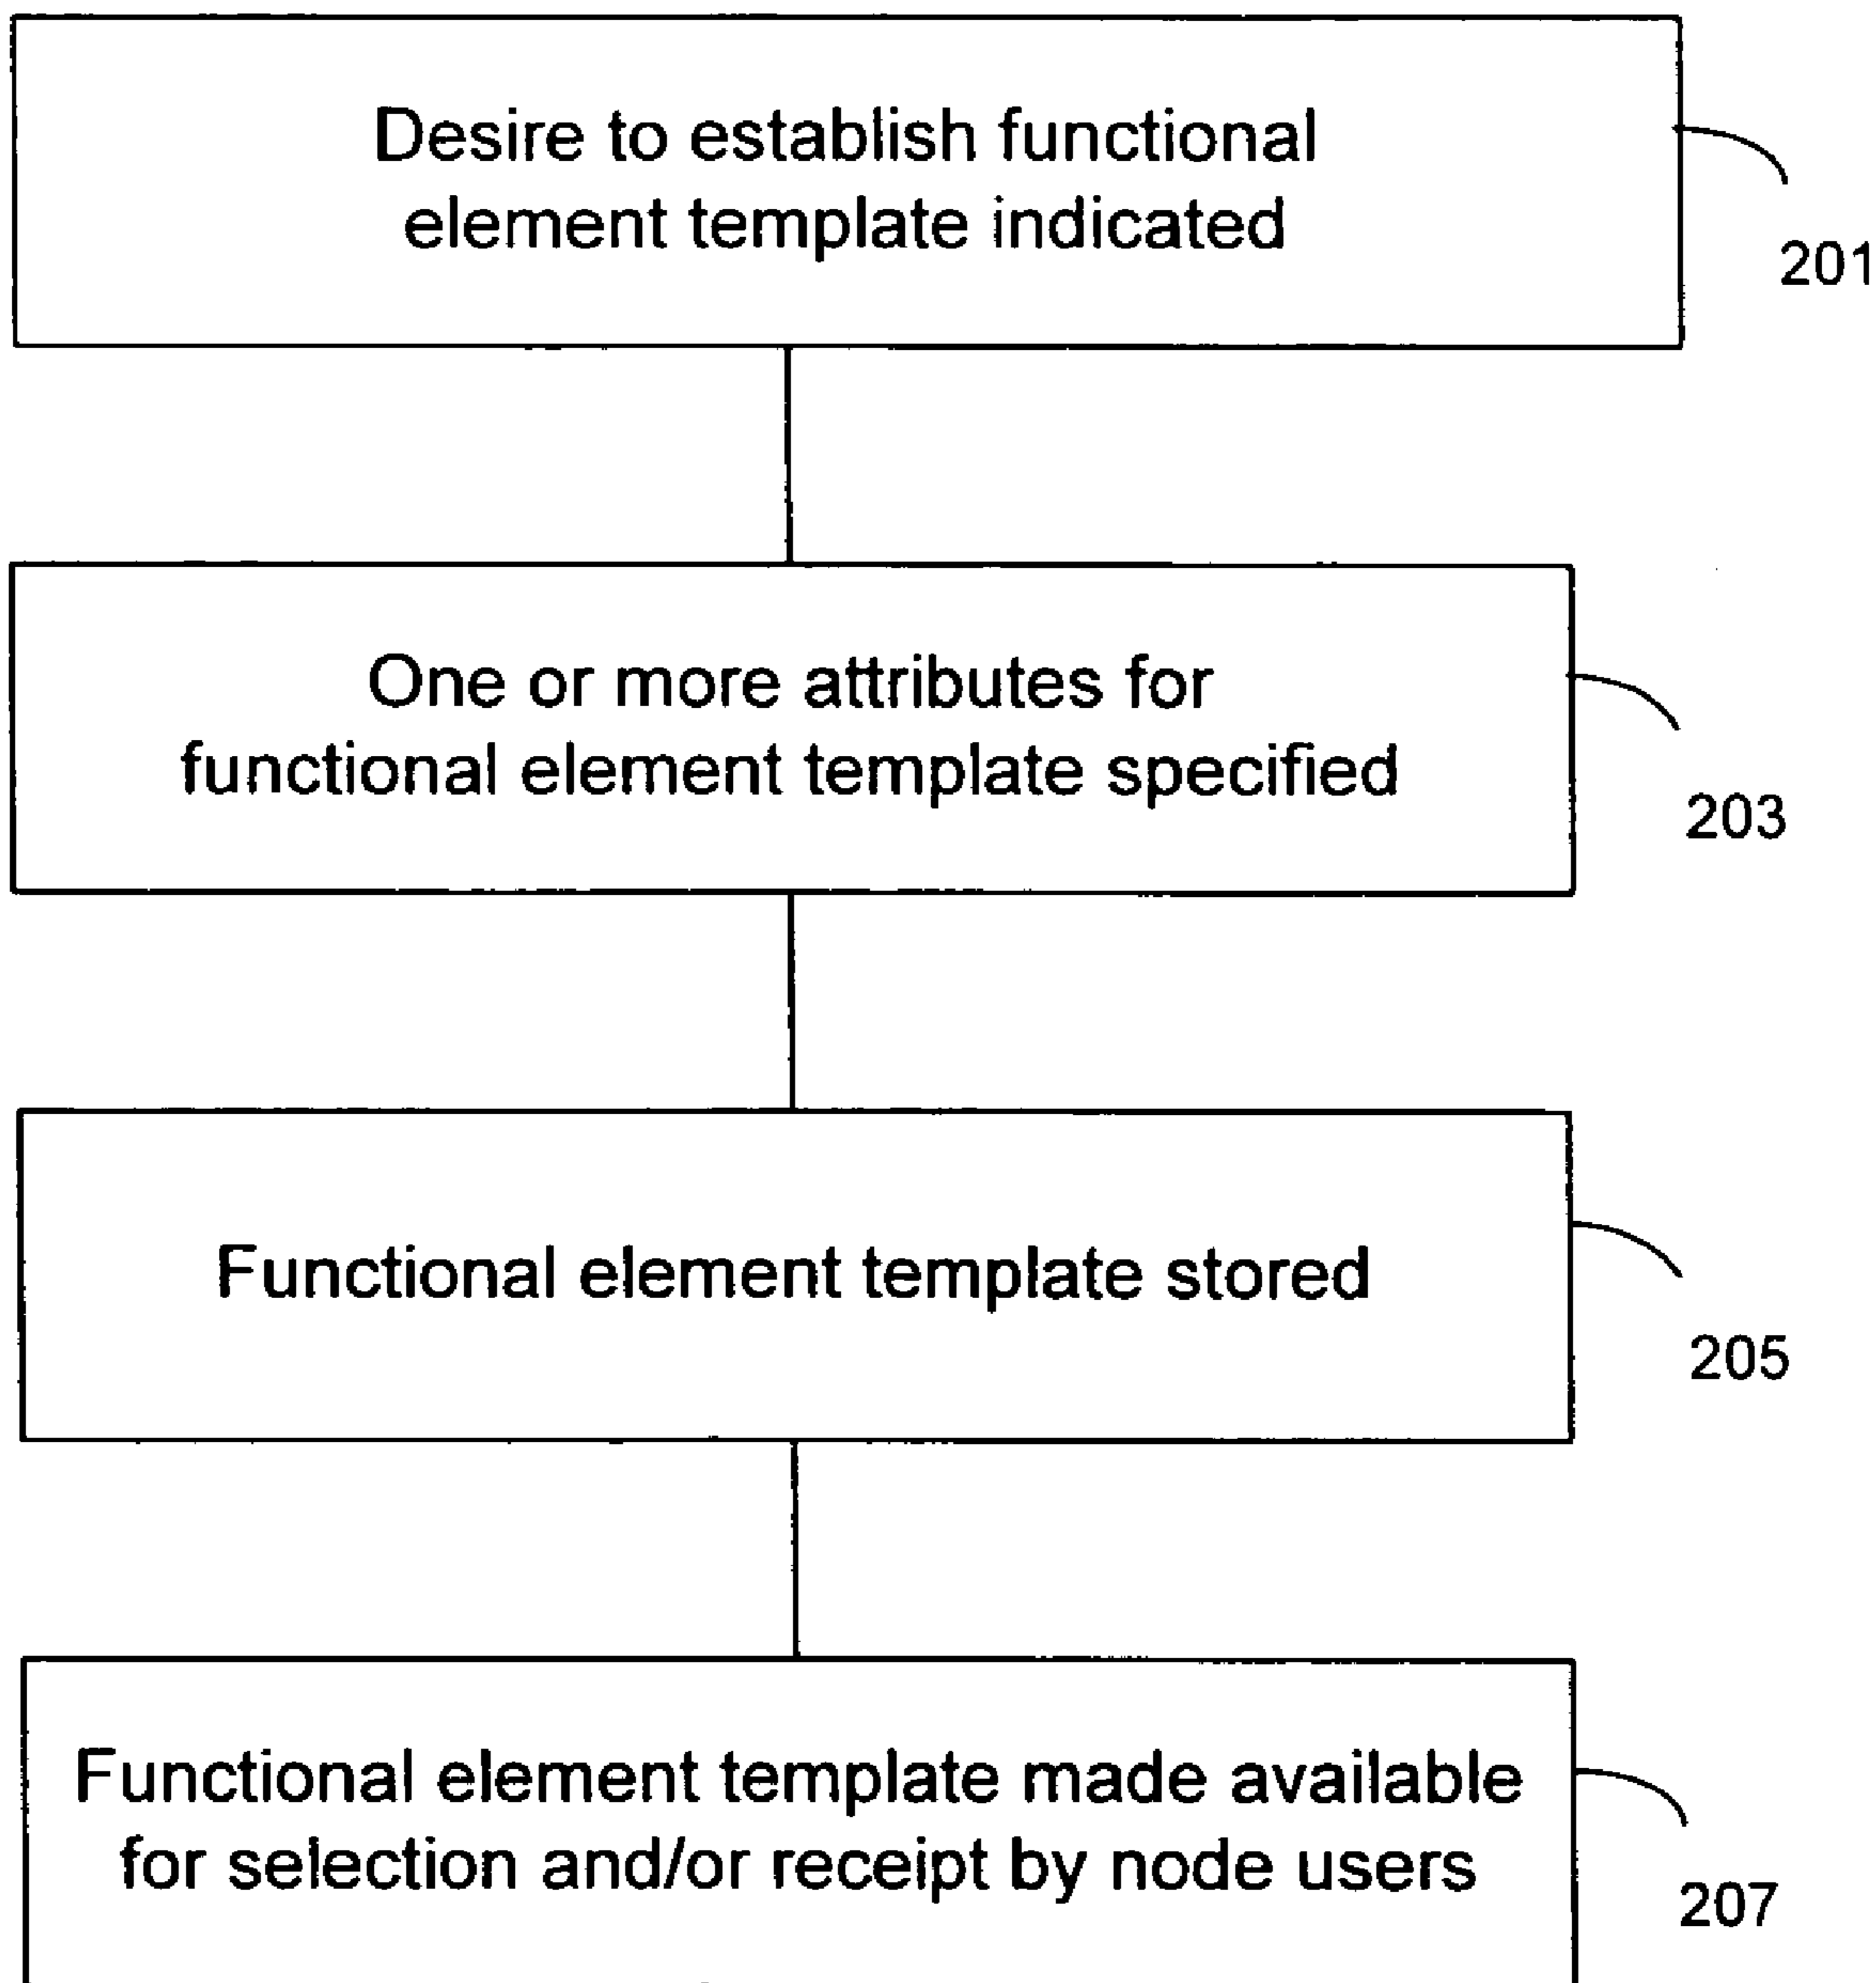 Desire to establish functional
element template indicated
201
One or more attributes for
functional element template specified
203
Functional element template stored
205
Functional element template made available
for selection and/or receipt by node users
207